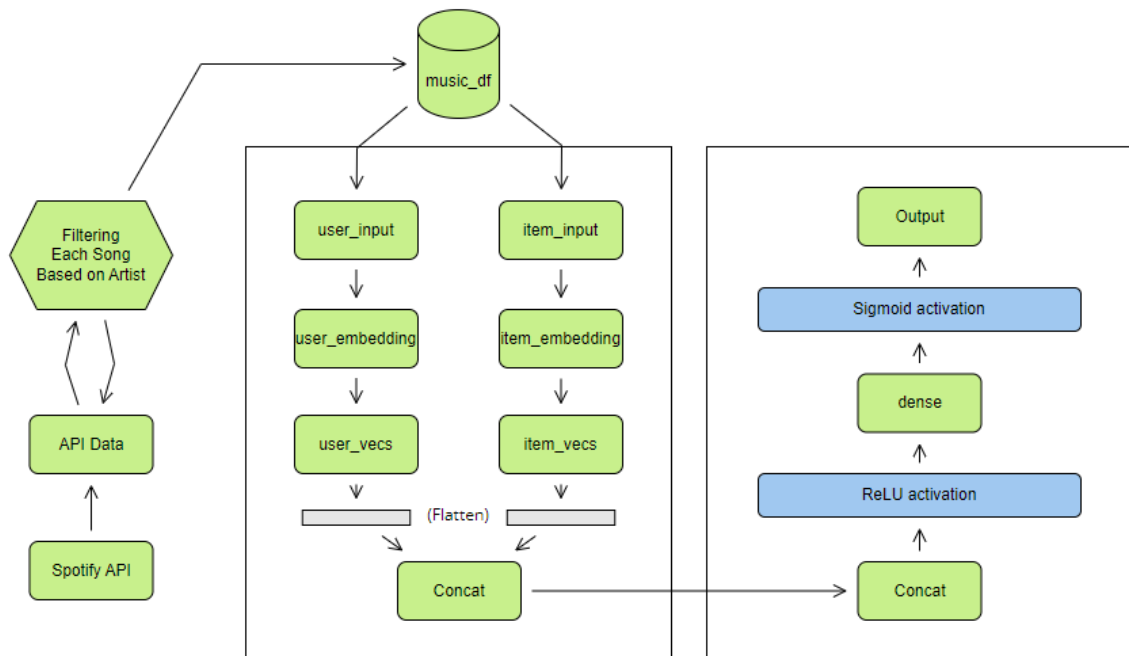 music_df
Filtering
Each Song
Based on Artist
API Data
Spotify API
user_input
item_input
user_embedding
item_embedding
user_vecs
item_vecs
(Flatten)
Concat
Output
Sigmoid activation
dense
ReLU activation
Concat